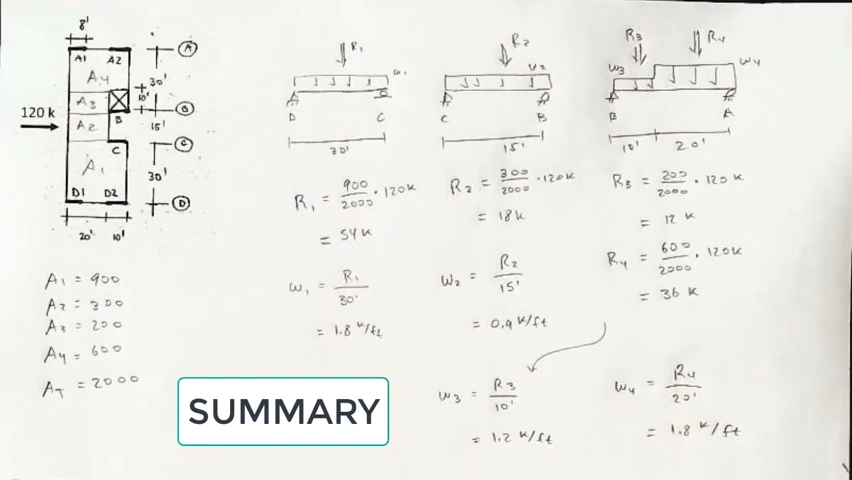 8'
A1 A2
A
A4
30'
10'
A3
B
120 k
B
15'
A2
C
C
A1
30'
D1 D2
D
20' 10'
A1 = 900
A2 = 300
A3 = 200
A4 = 600
AT = 2000
R1
w1
D C
30'
R1 = 900/2000 · 120k
= 54k
w1 = R1/30'
= 1.8 k/ft
R2
w2
C B
15'
R2 = 300/2000 · 120k
= 18k
w2 = R2/15'
= 0.9 k/ft
R3 R4
w3 w4
B A
10' 20'
R3 = 200/2000 · 120k
= 12 k
R4 = 600/2000 · 120k
= 36 k
w3 = R3/10'
= 1.2 k/ft
w4 = R4/20'
= 1.8 k/ft
SUMMARY